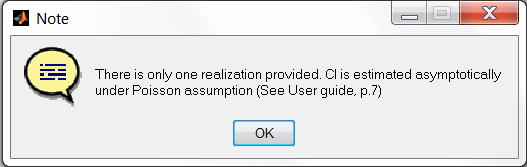 Note
There is only one realization provided. CI is estimated asymptotically
under Poisson assumption (See User guide, p.7)
OK